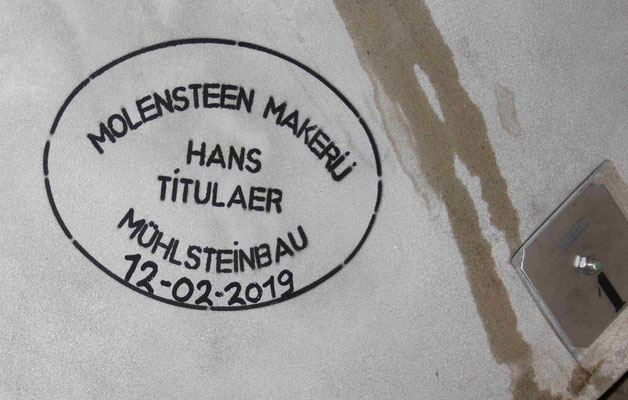 MOLENSTEEN MAKERIJ
HANS
TITULAER
MÜHLSTEINBAU
12-02-2019